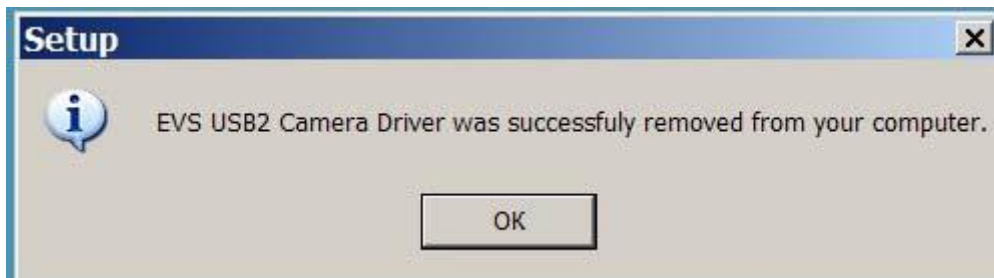 Setup
EVS USB2 Camera Driver was successfuly removed from your computer.
OK